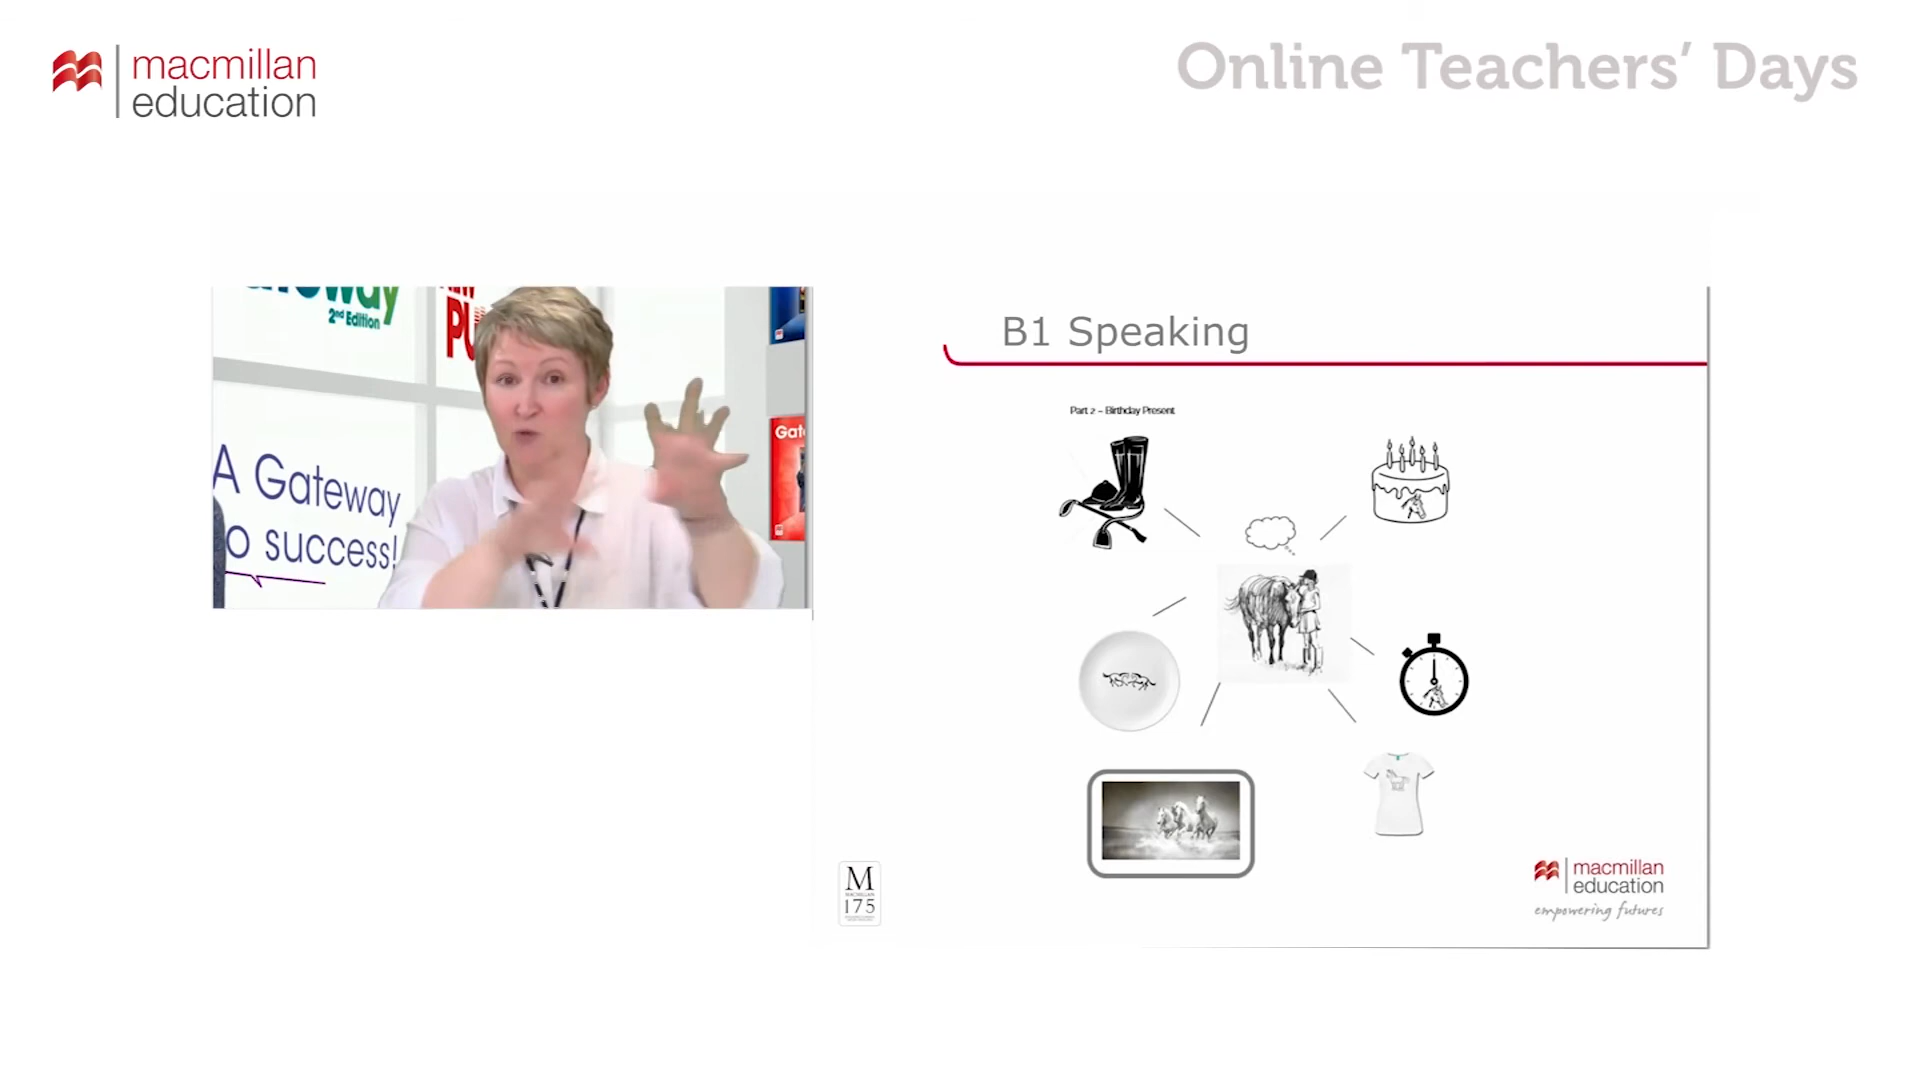 macmillan
education
Online Teachers’ Days
2nd Edition
PU
Gat
A Gateway
o success!
B1 Speaking
Part 2 – Birthday Present
M
175
macmillan
education
empowering futures